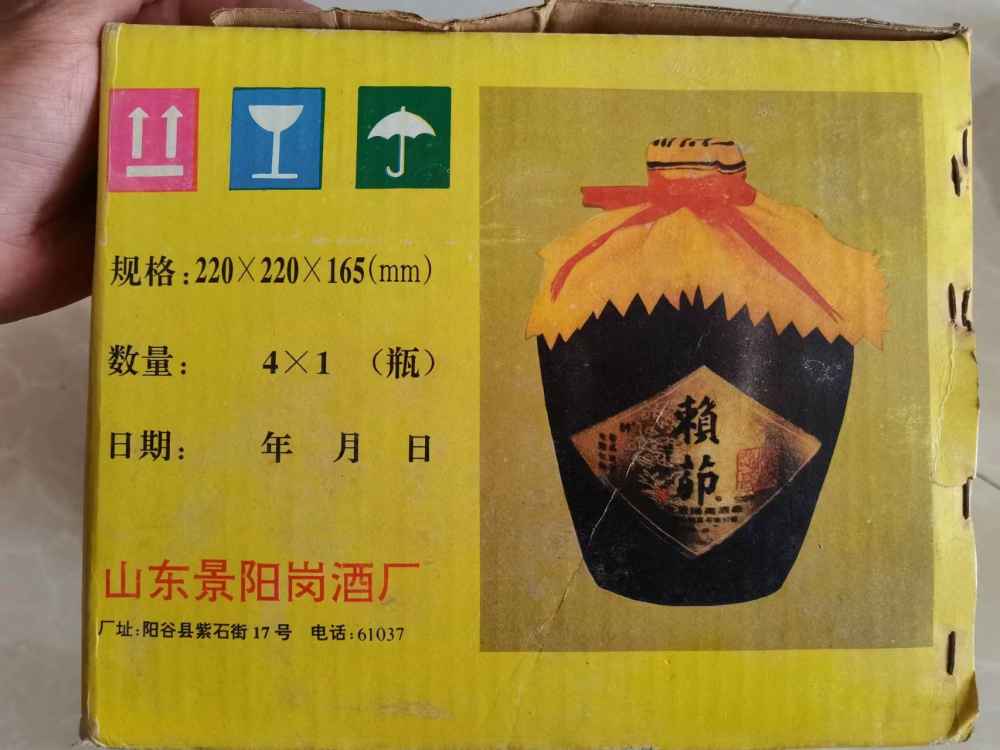 规格:220×220×165(mm)
数量: 4×1 (瓶)
日期: 年 月 日
山东景阳岗酒厂
厂址:阳谷县紫石街17号 电话:61037
賴茆